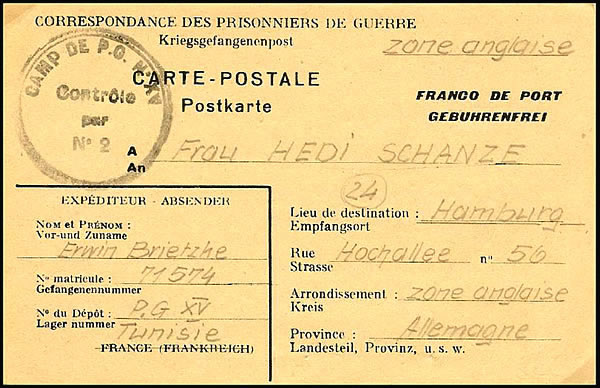 CORRESPONDANCE DES PRISONNIERS DE GUERRE
Kriegsgefangenenpost
zone anglaise
CAMP DE P.G. N° XV
Contrôle
par
N° 2
CARTE-POSTALE
Postkarte
FRANCO DE PORT
GEBUHRENFREI
A
An
Frau HEDI SCHANZE
24
EXPÉDITEUR - ABSENDER
NOM ET PRÉNOM :
Vor-und Zuname
Erwin Brietzke
N° matricule : 71574
Gefangenennummer
N° du Dépôt : P.G XV
Lager nummer
Tunisie
FRANCE (FRANKREICH)
Lieu de destination : Hamburg
Empfangsort
Rue Hochallee n° 56
Strasse
Arrondissement : zone anglaise
Kreis
Province : Allemagne
Landesteil, Provinz, u. s. w.